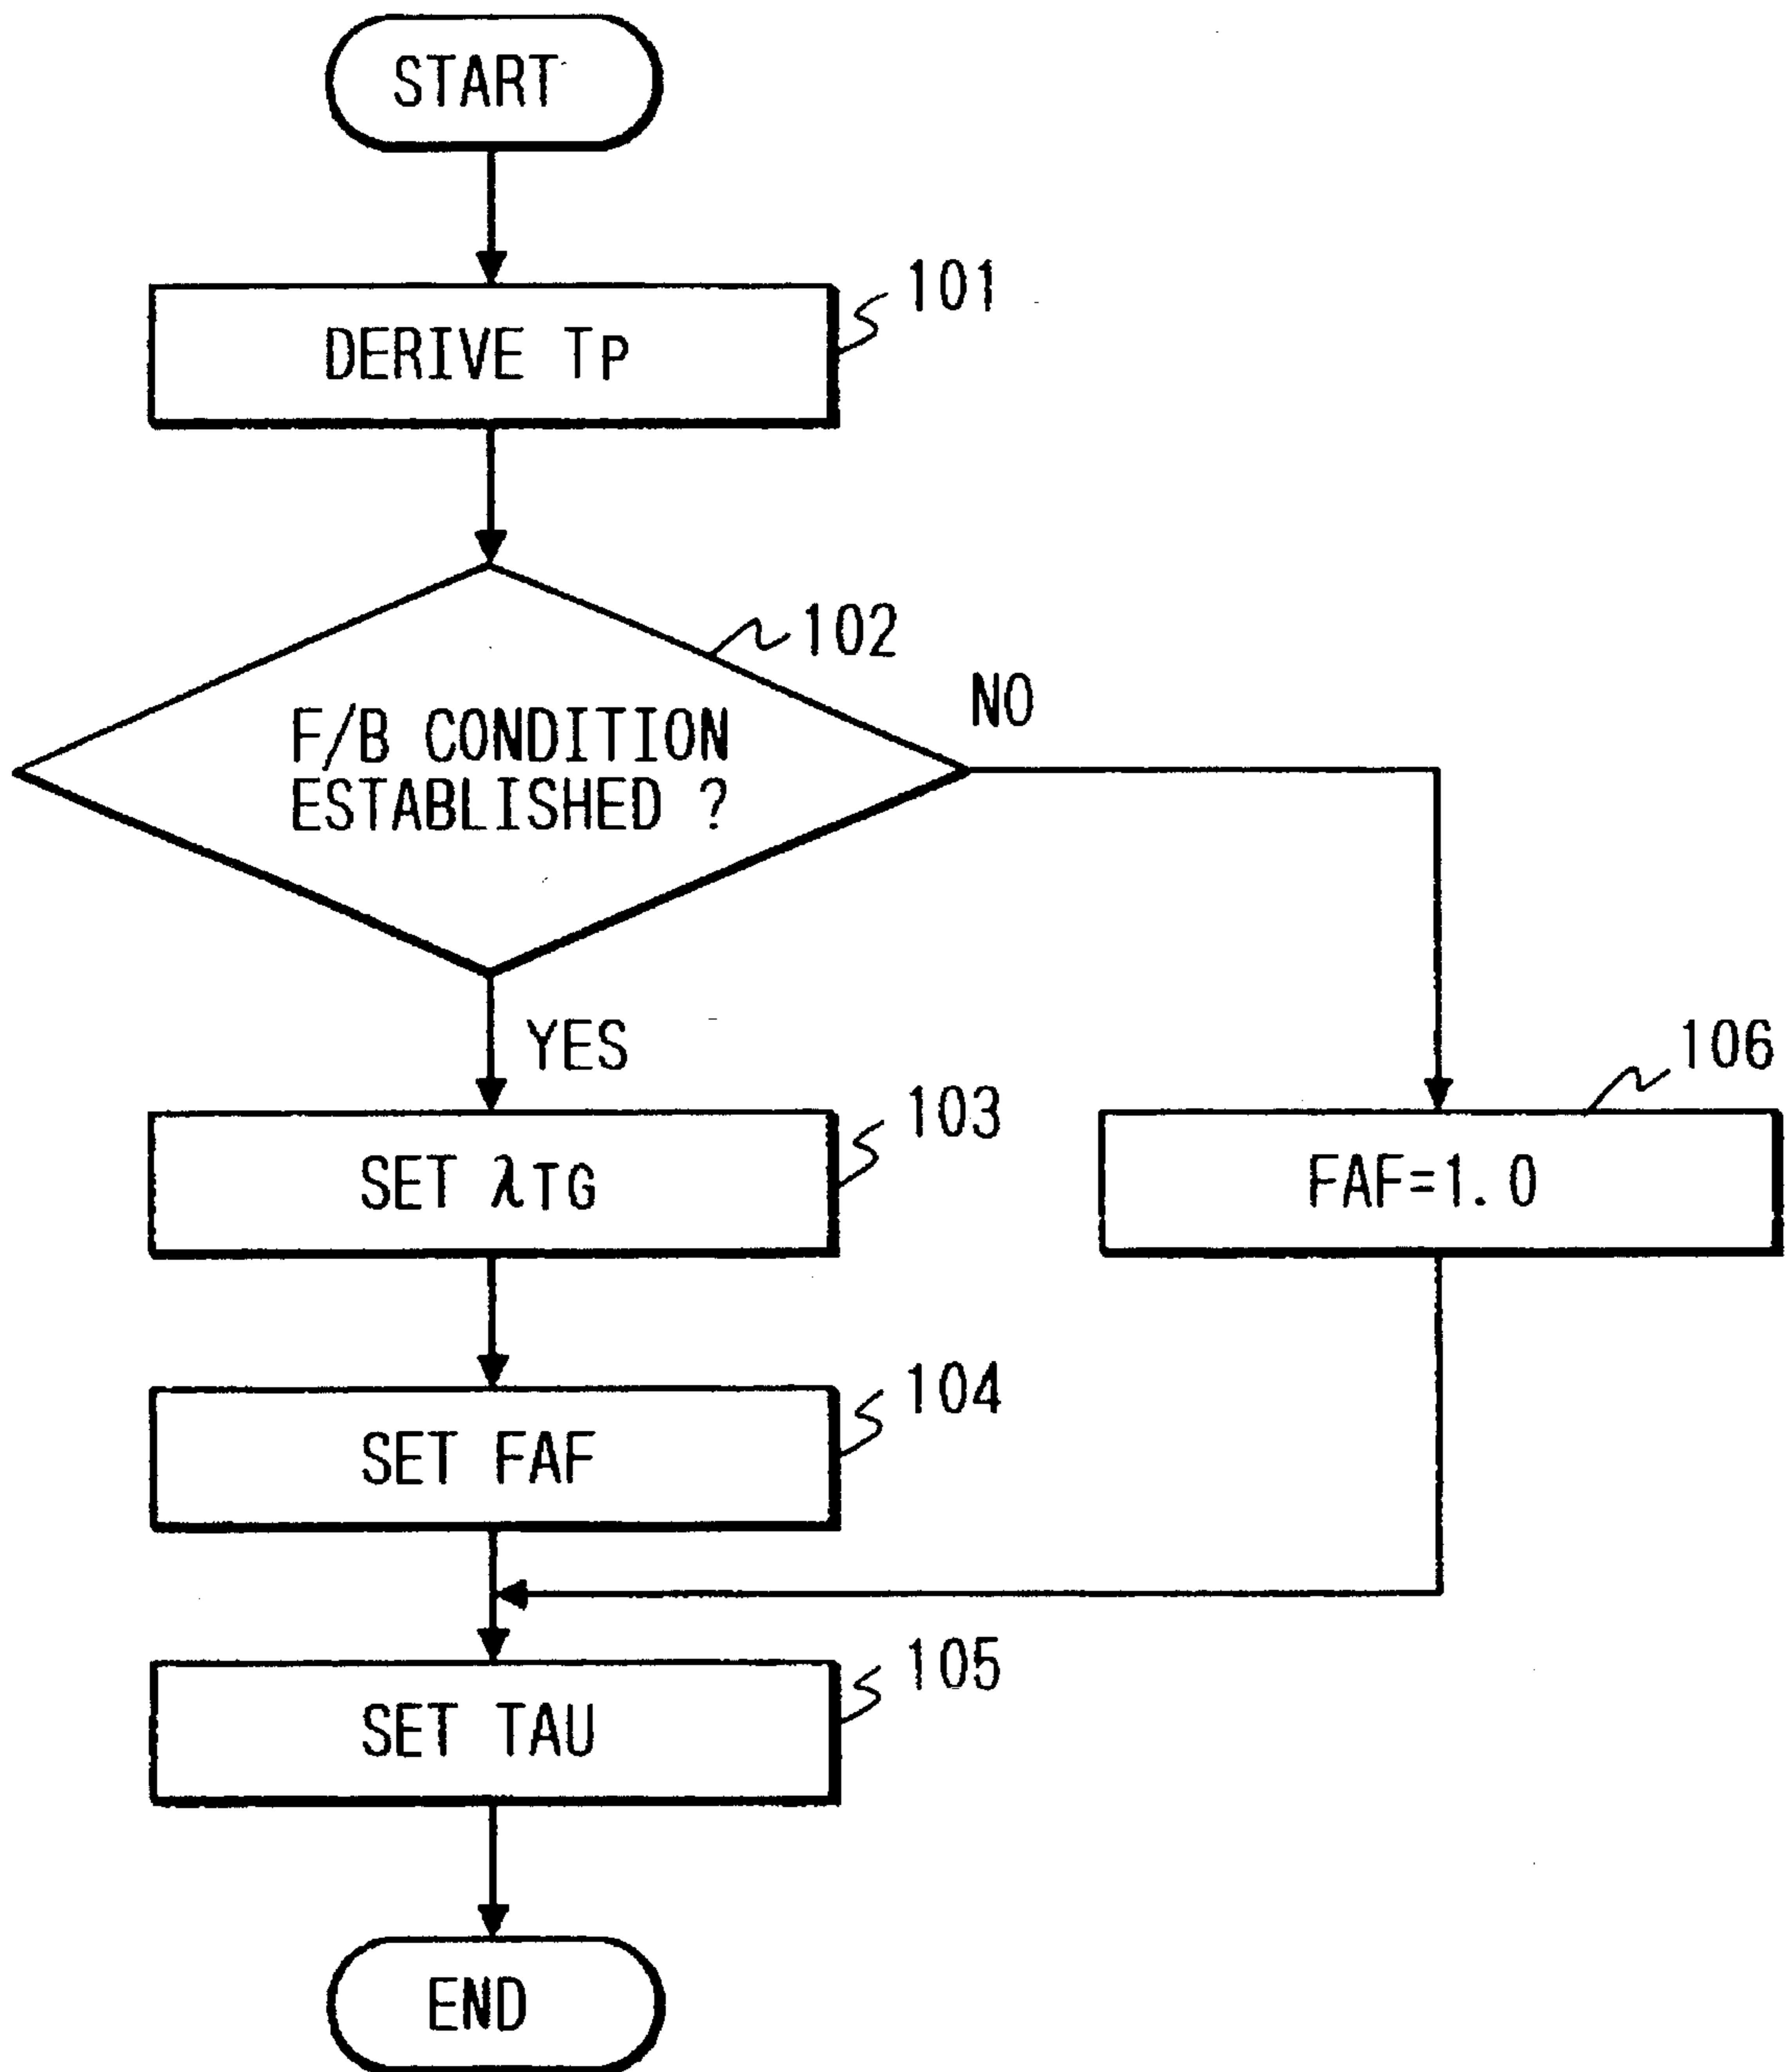 START
101
DERIVE TP
102
F/B CONDITION
ESTABLISHED ?
NO
YES
103
SET λTG
106
FAF=1.0
104
SET FAF
105
SET TAU
END